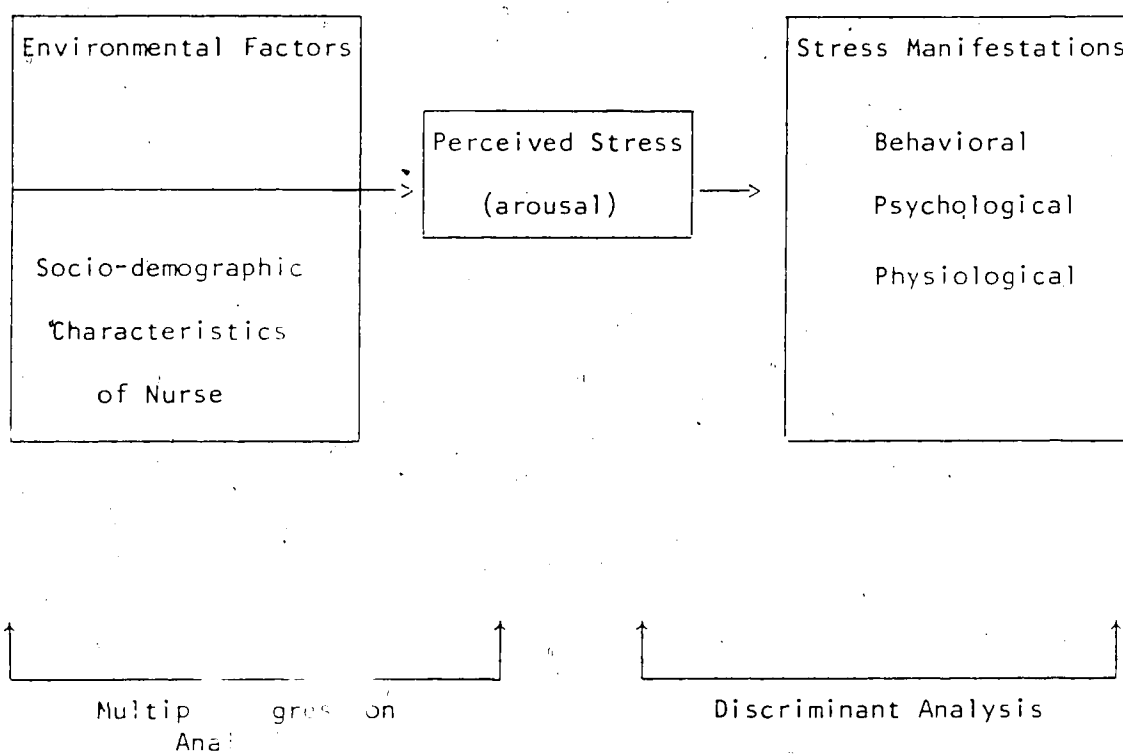 Environmental Factors
Socio-demographic
Characteristics
of Nurse
Perceived Stress
(arousal)
Stress Manifestations
Behavioral
Psychological
Physiological
Discriminant Analysis